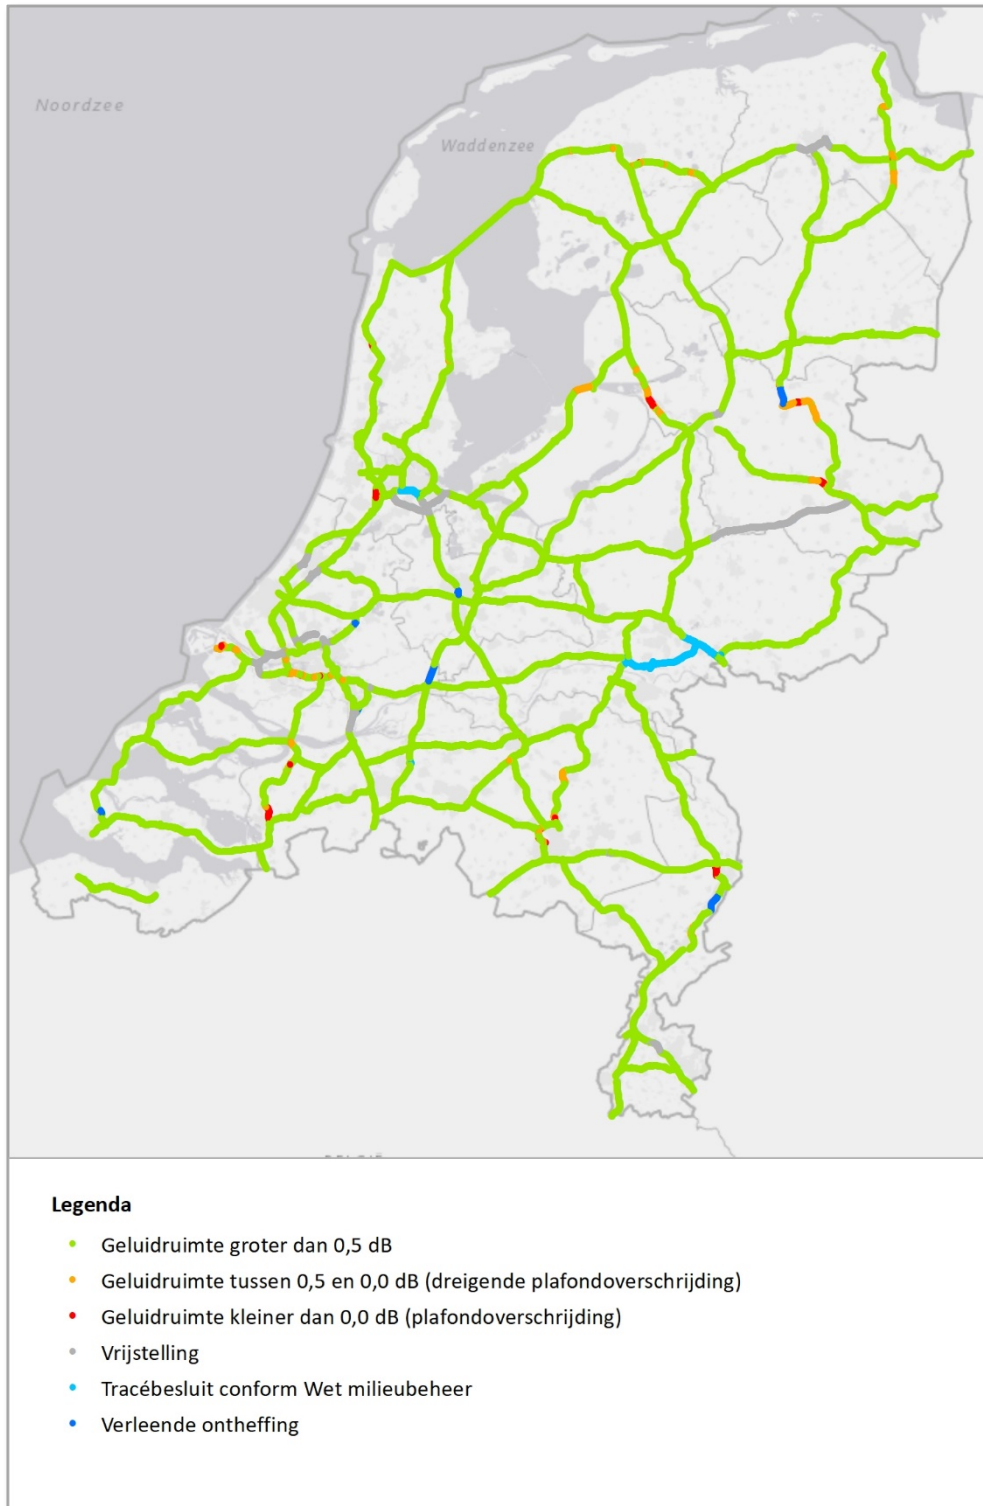 Noordzee
Waddenzee
Legenda
Geluidruimte groter dan 0,5 dB
Geluidruimte tussen 0,5 en 0,0 dB (dreigende plafondoverschrijding)
Geluidruimte kleiner dan 0,0 dB (plafondoverschrijding)
Vrijstelling
Tracébesluit conform Wet milieubeheer
Verleende ontheffing